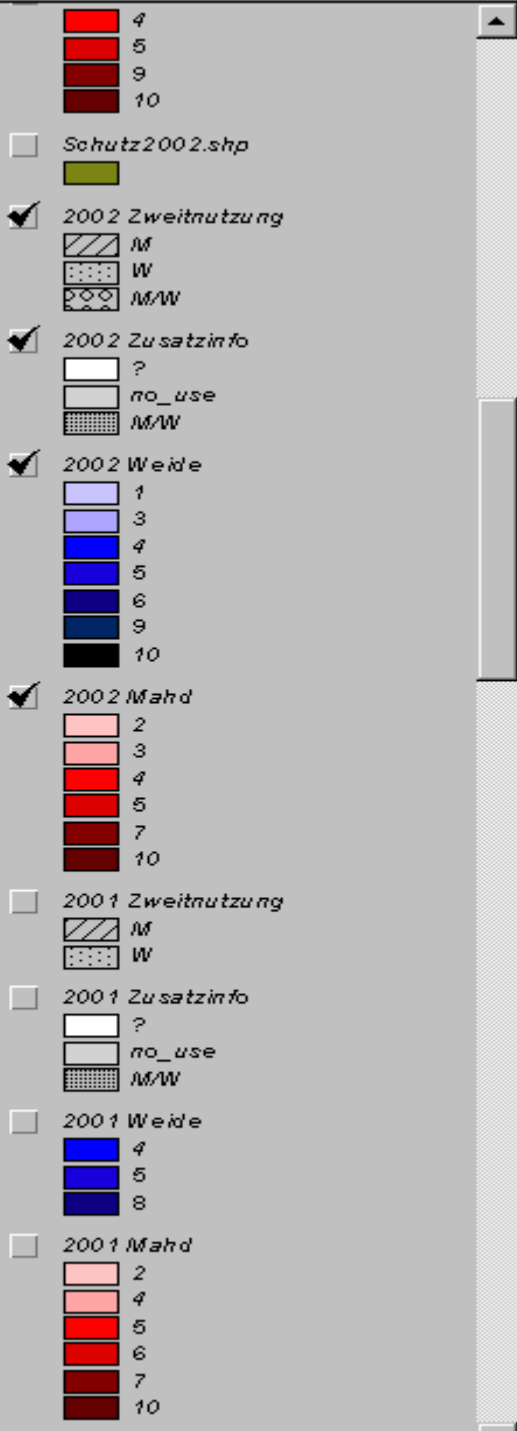 4
5
9
10
Schutz2002.shp
2002 Zweitnutzung
M
W
M/W
2002 Zusatzinfo
?
no_use
M/W
2002 Weide
1
3
4
5
6
9
10
2002 Mahd
2
3
4
5
7
10
2001 Zweitnutzung
M
W
2001 Zusatzinfo
?
no_use
M/W
2001 Weide
4
5
8
2001 Mahd
2
4
5
6
7
10